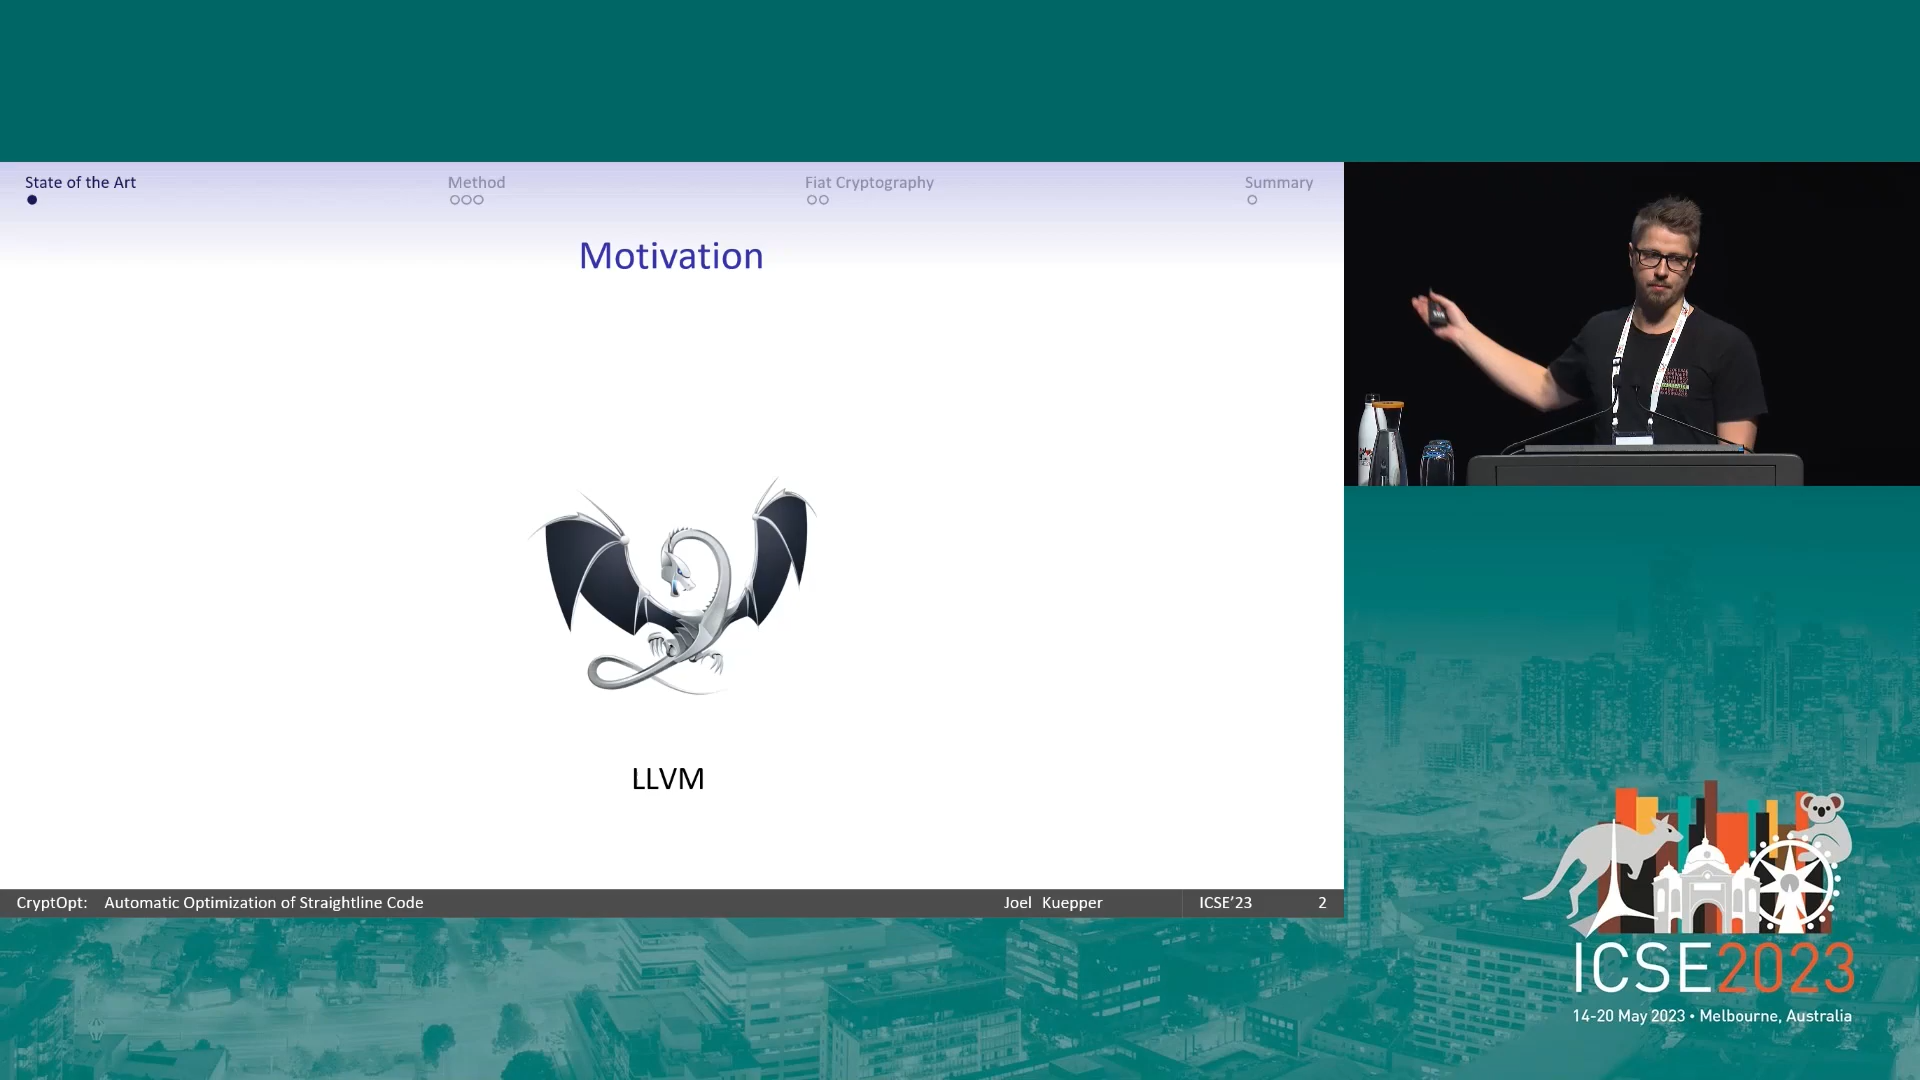 State of the Art
Method
Fiat Cryptography
Summary
Motivation
LLVM
CryptOpt: Automatic Optimization of Straightline Code
Joel Kuepper
ICSE'23
2
ICSE2023
14-20 May 2023 • Melbourne, Australia